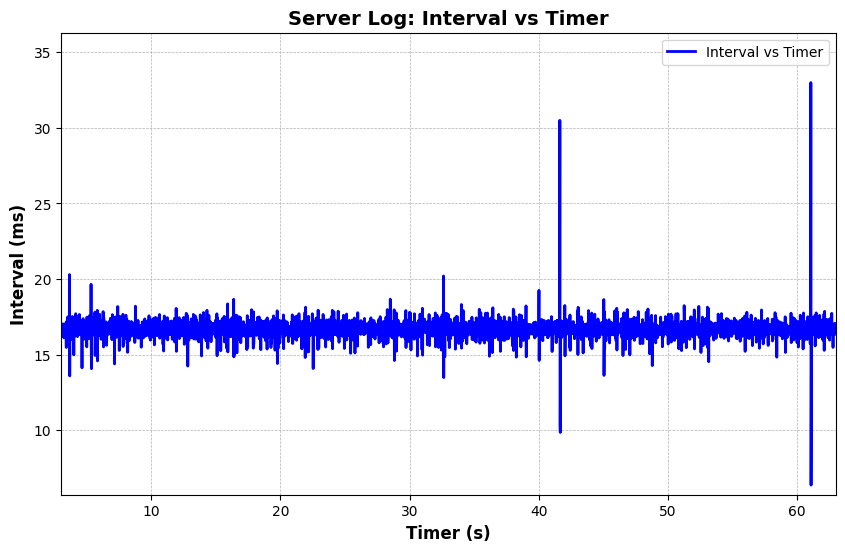 Server Log: Interval vs Timer
Interval vs Timer
35
30
25
20
15
10
Interval (ms)
10 20 30 40 50 60
Timer (s)